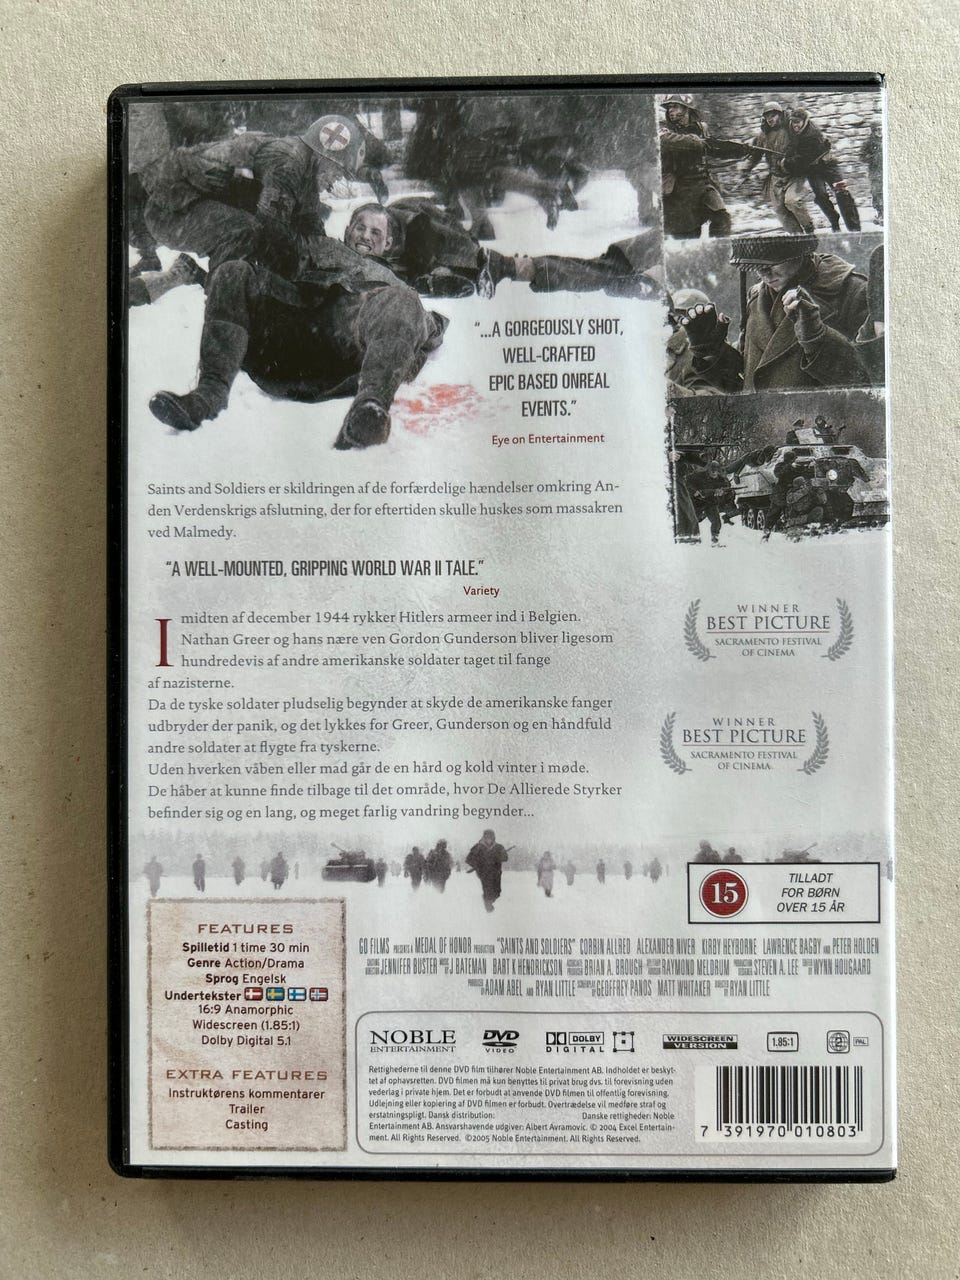 "...A GORGEOUSLY SHOT,
WELL-CRAFTED
EPIC BASED ONREAL
EVENTS."
Eye on Entertainment
Saints and Soldiers er skildringen af de forfærdelige hændelser omkring An-
den Verdenskrigs afslutning, der for eftertiden skulle huskes som massakren
ved Malmedy.
"A WELL-MOUNTED, GRIPPING WORLD WAR II TALE."
Variety
I midten af december 1944 rykker Hitlers armeer ind i Belgien.
Nathan Greer og hans nære ven Gordon Gunderson bliver ligesom
hundredevis af andre amerikanske soldater taget til fange
af nazisterne.
Da de tyske soldater pludselig begynder at skyde de amerikanske fanger
udbryder der panik, og det lykkes for Greer, Gunderson og en håndfuld
andre soldater at flygte fra tyskerne.
Uden hverken våben eller mad går de en hård og kold vinter i møde.
De håber at kunne finde tilbage til det område, hvor De Allierede Styrker
befinder sig og en lang, og meget farlig vandring begynder...
WINNER
BEST PICTURE
SACRAMENTO FESTIVAL
OF CINEMA
WINNER
BEST PICTURE
SACRAMENTO FESTIVAL
OF CINEMA
15
TILLADT
FOR BØRN
OVER 15 ÅR
FEATURES
Spilletid 1 time 30 min
Genre Action/Drama
Sprog Engelsk
Undertekster
16:9 Anamorphic
Widescreen (1.85:1)
Dolby Digital 5.1
EXTRA FEATURES
Instruktørens kommentarer
Trailer
Casting
GO FILMS PRESENTS A MEDAL OF HONOR PRODUCTION "SAINTS AND SOLDIERS" CORBIN ALLRED ALEXANDER NIVER KIRBY HEYBORNE LAWRENCE BAGBY AND PETER HOLDEN
JENNIFER BUSTER J BATEMAN BART K HENDRICKSON BRIAN A. BROUGH RAYMOND MELDRUM STEVEN A. LEE WYNN HOUGAARD
ADAM ABEL AND RYAN LITTLE GEOFFREY PANOS MATT WHITAKER RYAN LITTLE
NOBLE
ENTERTAINMENT
DVD
VIDEO
DOLBY
DIGITAL
WIDESCREEN
VERSION
1.85:1
2
PAL
Rettighederne til denne DVD film tilhører Noble Entertainment AB. Indholdet er beskyt-
tet af ophavsretten. DVD filmen må kun benyttes til privat brug dvs. til forevisning uden
vederlag i private hjem. Det er forbudt at anvende DVD filmen til offentlig forevisning.
Udlejning eller kopiering af DVD filmen er forbudt. Overtrædelse vil medføre straf og
erstatningspligt. Dansk distribution: Danske rettigheder: Noble
Entertainment AB. Ansvarshavende udgiver: Albert Avramovic. © 2004 Excel Entertain-
ment. All Rights Reserved. ©2005 Noble Entertainment. All Rights Reserved.
7 391970 010803